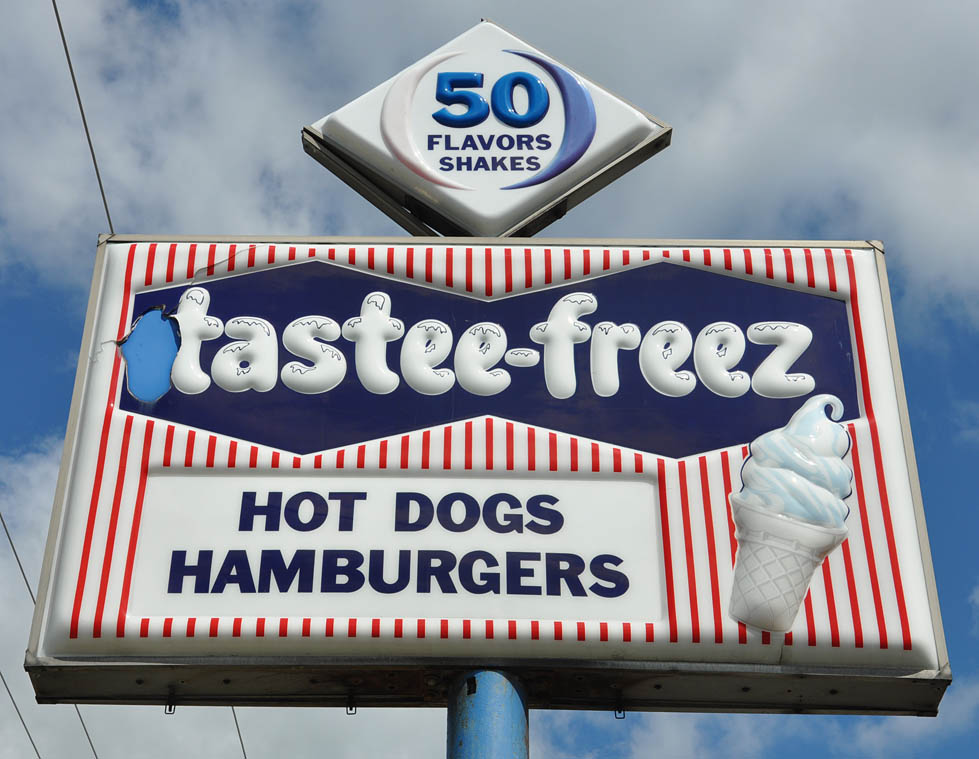 50
FLAVORS
SHAKES
tastee-freez
HOT DOGS
HAMBURGERS